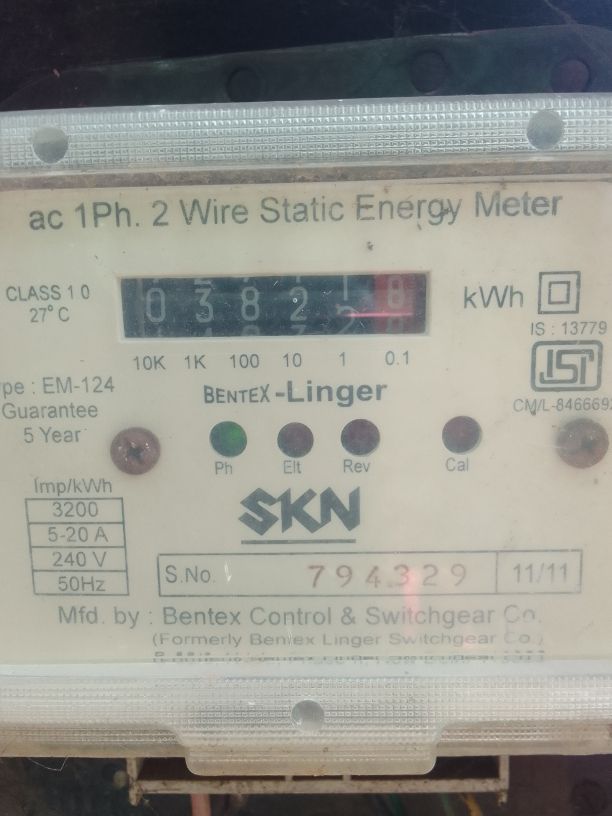 ac 1Ph. 2 Wire Static Energy Meter
CLASS 1 0
27° C
0 3 8 2
kWh
IS : 13779
10K 1K 100 10 1 0.1
BENTEX-Linger
pe : EM-124
Guarantee
5 Year
CM/L-846669
Ph Elt Rev Cal
Imp/kWh
3200
5-20 A
240 V
50Hz
SKN
S.No. 794329 11/11
Mfd. by : Bentex Control & Switchgear Co.
(Formerly Bentex Linger Switchgear Co.)